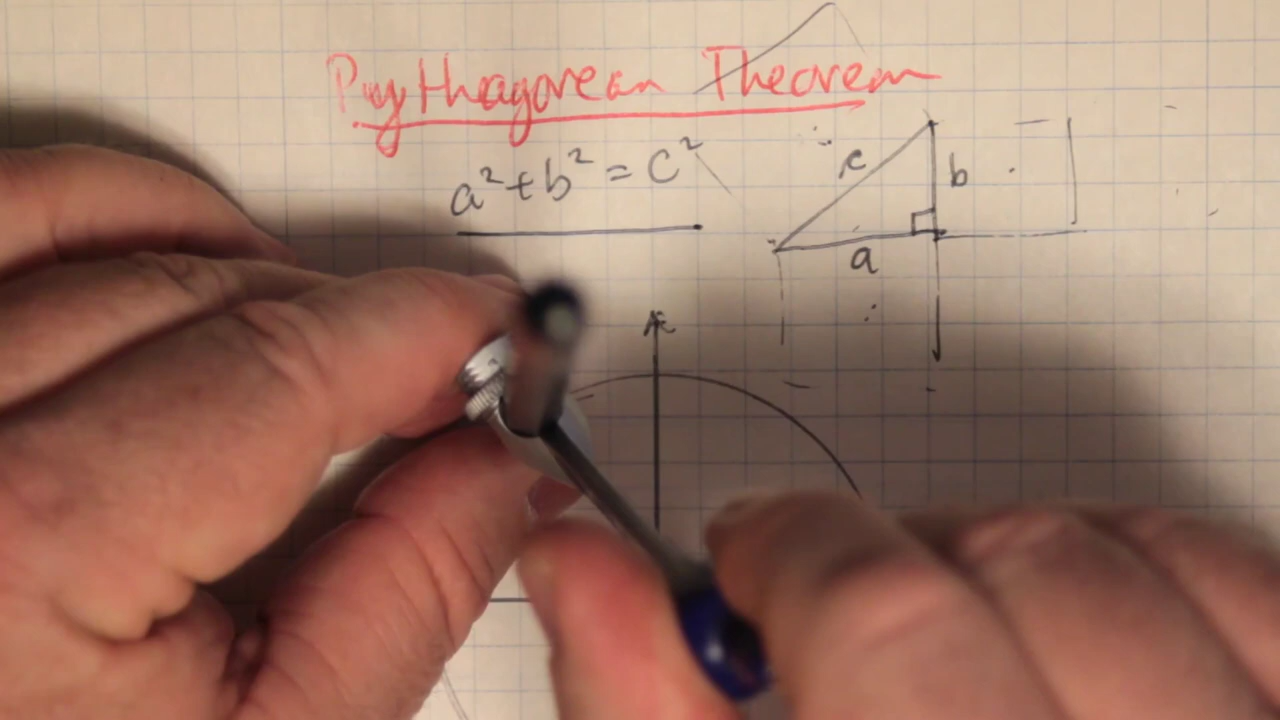 Pythagorean Theorem
a² + b² = c²
c
b
a